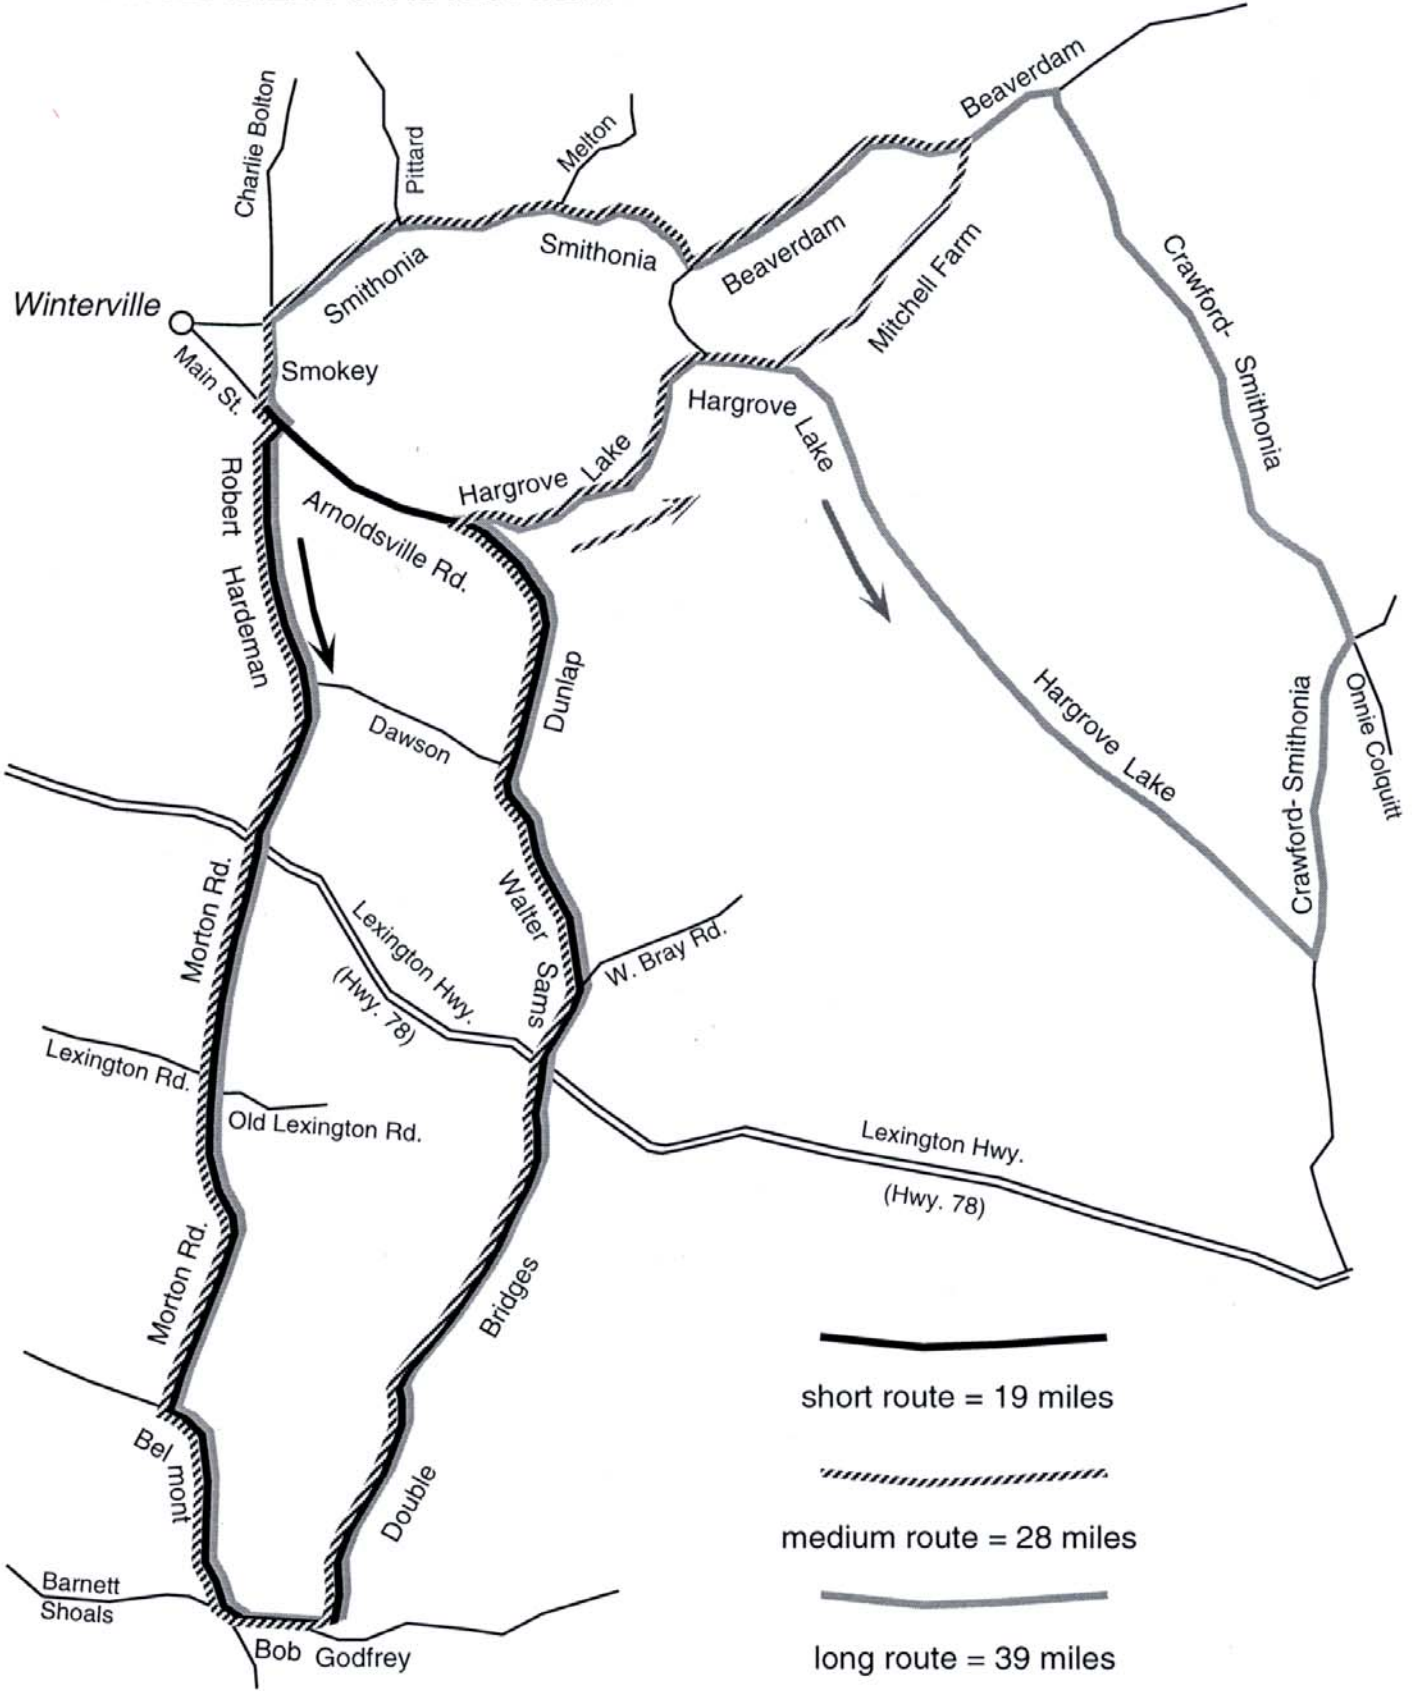 Beaverdam
Charlie Bolton
Pittard
Melton
Smithonia
Smithonia
Beaverdam
Mitchell Farm
Crawford-
Smithonia
Winterville
Main St.
Smokey
Hargrove
Lake
Hargrove
Lake
Robert
Hardeman
Arnoldsville Rd.
Dunlap
Dawson
Hargrove
Lake
Crawford-
Smithonia
Onnie Colquitt
Morton Rd.
Walter
Sams
W. Bray Rd.
Lexington Hwy.
(Hwy. 78)
Lexington Rd.
Old Lexington Rd.
Lexington Hwy.
(Hwy. 78)
Morton Rd.
Bridges
Double
Bel
mont
Barnett
Shoals
Bob
Godfrey
short route = 19 miles
medium route = 28 miles
long route = 39 miles